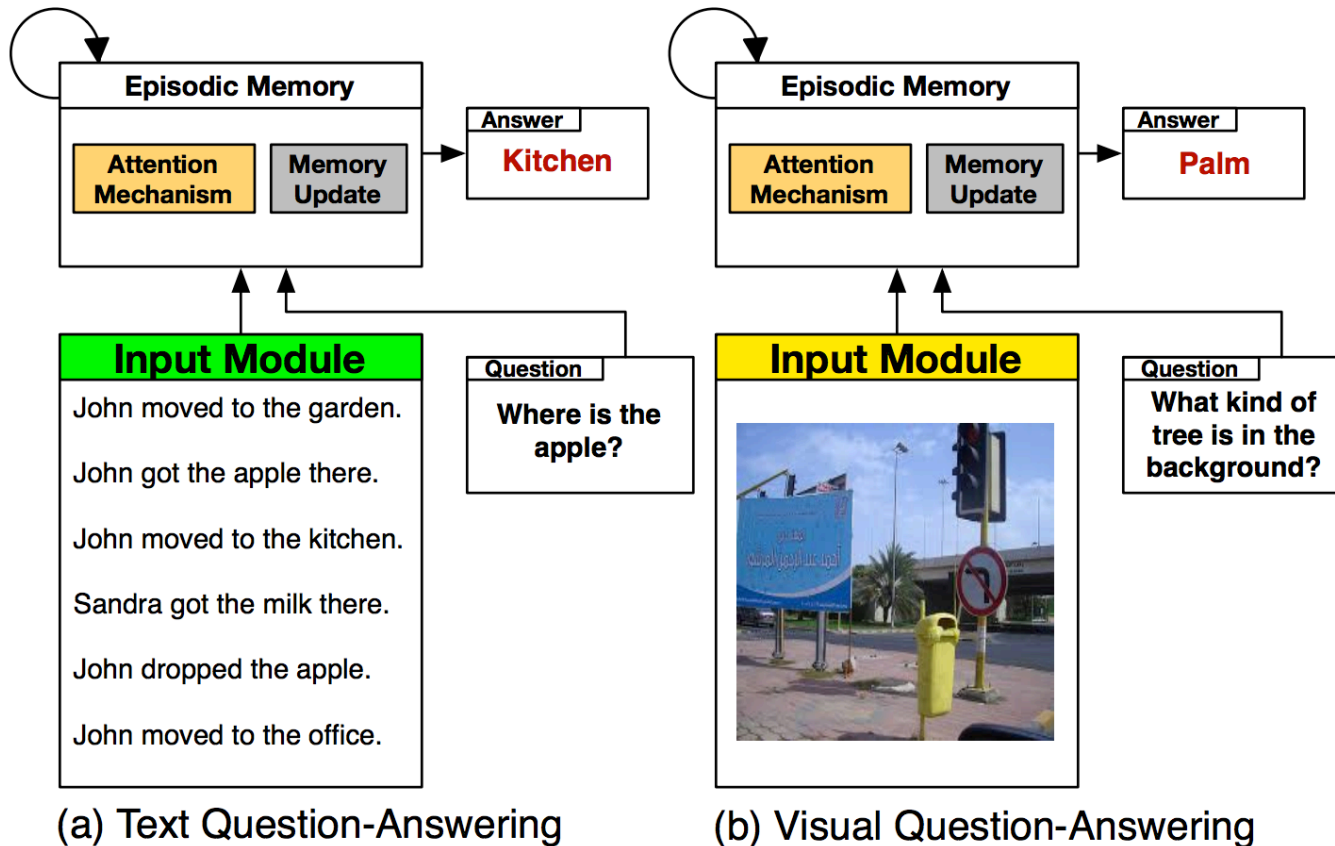 Episodic Memory
Attention
Mechanism
Memory
Update
Answer
Kitchen
Input Module
John moved to the garden.
John got the apple there.
John moved to the kitchen.
Sandra got the milk there.
John dropped the apple.
John moved to the office.
Question
Where is the
apple?
(a) Text Question-Answering
Episodic Memory
Attention
Mechanism
Memory
Update
Answer
Palm
Input Module
Question
What kind of
tree is in the
background?
(b) Visual Question-Answering